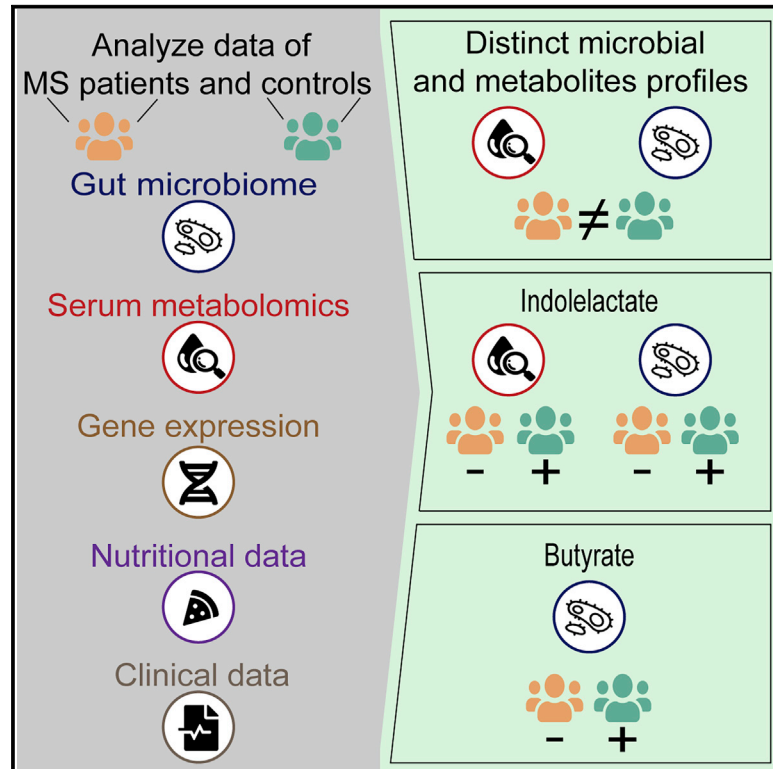 Analyze data of
MS patients and controls
Gut microbiome
Serum metabolomics
Gene expression
Nutritional data
Clinical data
Distinct microbial
and metabolites profiles
≠
Indolelactate
- + - +
Butyrate
- +